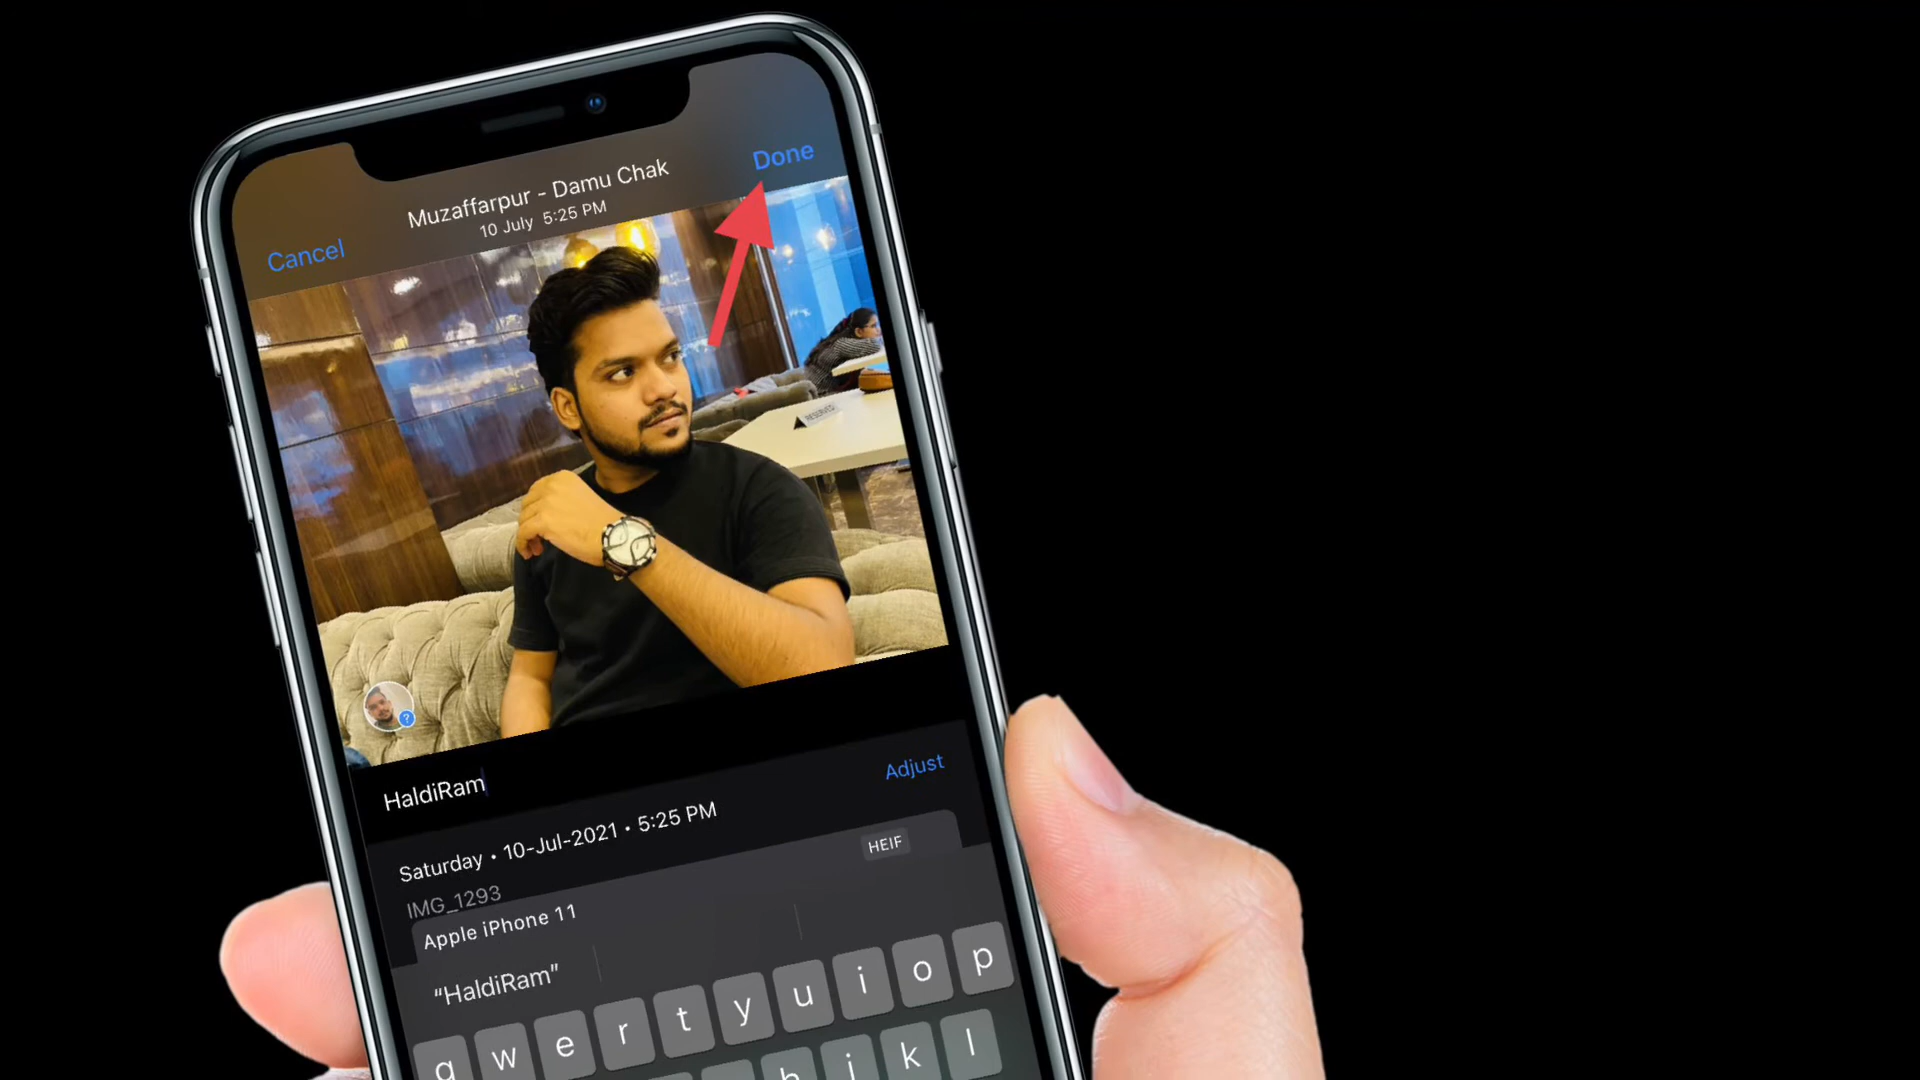 Muzaffarpur - Damu Chak
Done
10 July 5:25 PM
Cancel
RESERVED
?
HaldiRam
Adjust
Saturday • 10-Jul-2021 • 5:25 PM
IMG_1293
HEIF
Apple iPhone 11
"HaldiRam"
q w e r t y u i o p
h j k l